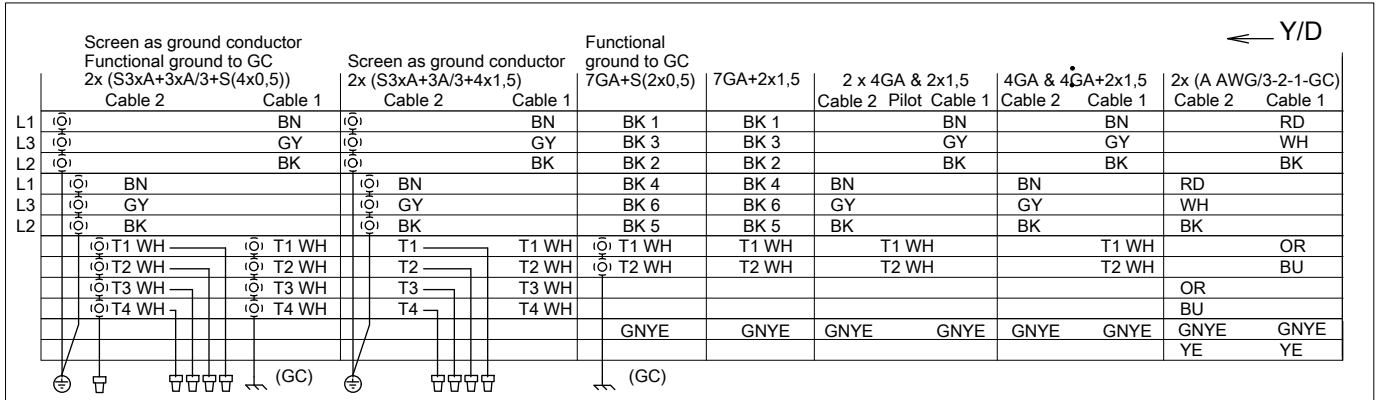 Y/D
Screen as ground conductor Functional
Functional ground to GC Screen as ground conductor ground to GC
2x (S3xA+3xA/3+S(4x0,5)) 2x (S3xA+3A/3+4x1,5) 7GA+S(2x0,5) 7GA+2x1,5 2 x 4GA & 2x1,5 4GA & 4GA+2x1,5 2x (A AWG/3-2-1-GC)
Cable 2 Cable 1 Cable 2 Cable 1 Cable 2 Pilot Cable 1 Cable 2 Cable 1 Cable 2 Cable 1
L1 BN BN BK 1 BK 1 BN BN RD
L3 GY GY BK 3 BK 3 GY GY WH
L2 BK BK BK 2 BK 2 BK BK BK
L1 BN BN BK 4 BK 4 BN BN RD
L3 GY GY BK 6 BK 6 GY GY WH
L2 BK BK BK 5 BK 5 BK BK BK
T1 WH T1 WH T1 T1 WH T1 WH T1 WH T1 WH T1 WH OR
T2 WH T2 WH T2 T2 WH T2 WH T2 WH T2 WH T2 WH BU
T3 WH T3 WH T3 T3 WH OR
T4 WH T4 WH T4 T4 WH BU
GNYE GNYE GNYE GNYE GNYE GNYE GNYE GNYE
YE YE
(GC) (GC)